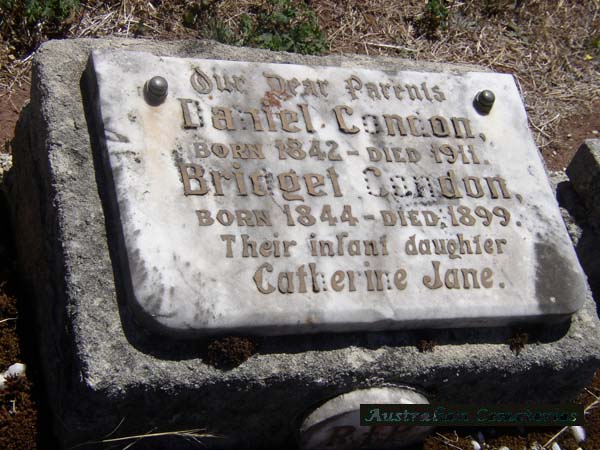 Our Dear Parents
Daniel Condon,
BORN 1842 - DIED 1911.
Bridget Condon,
BORN 1844 - DIED 1899.
Their infant daughter
Catherine Jane.
Australian Cemeteries